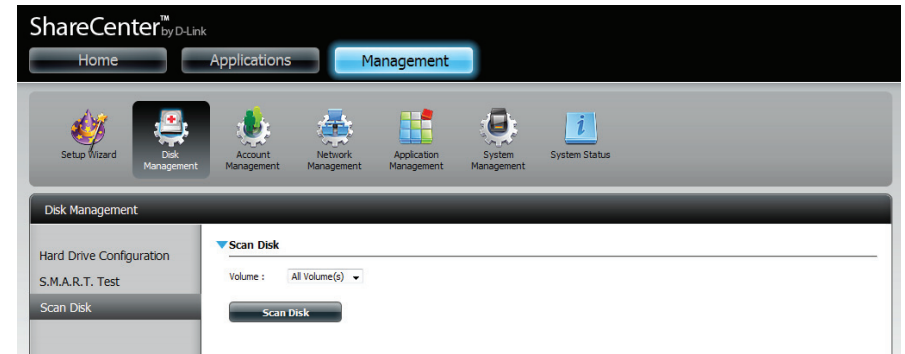 ShareCenter™ by D-Link
Home Applications Management
Setup Wizard Disk Management Account Management Network Management Application Management System Management System Status
Disk Management
Hard Drive Configuration
S.M.A.R.T. Test
Scan Disk
Scan Disk
Volume : All Volume(s)
Scan Disk